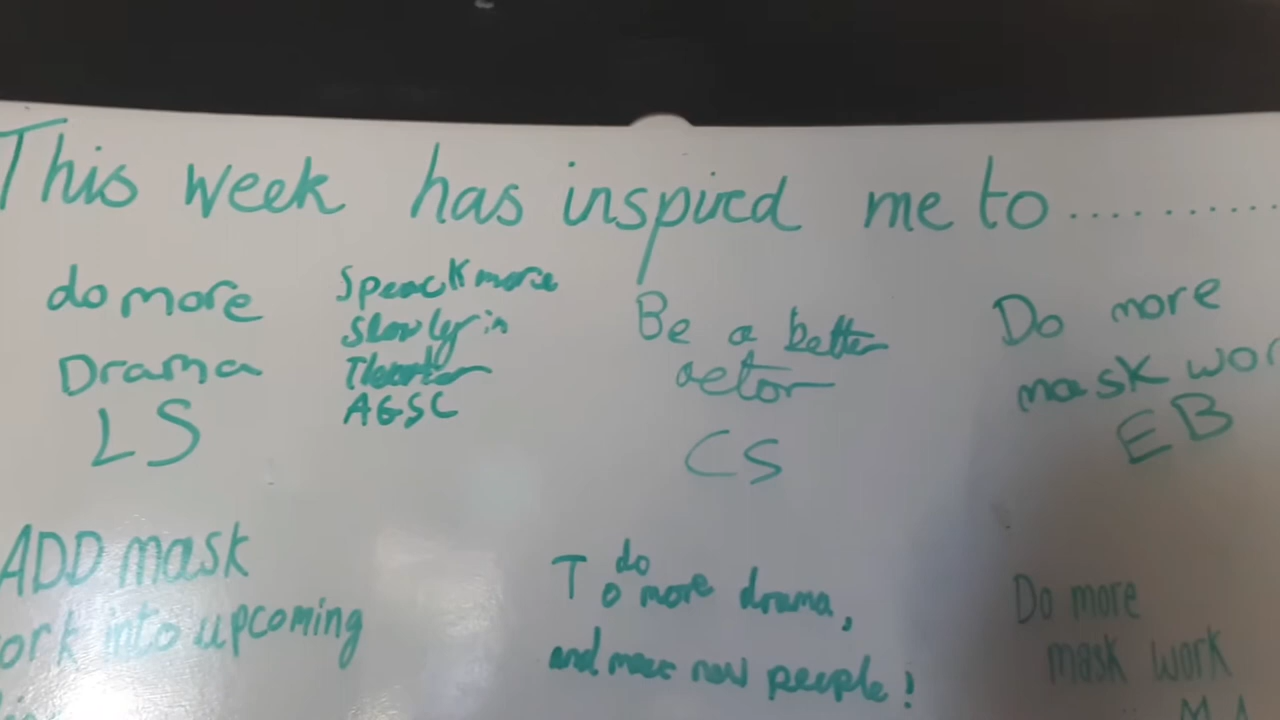 This week has inspired me to..........
do more
Drama
LS
Speack more
slowly in
AGSC
Be a better
actor
CS
Do more
mask wor
EB
ADD mask
ork into upcoming
To do more drama,
and meet new people!
Do more
mask work